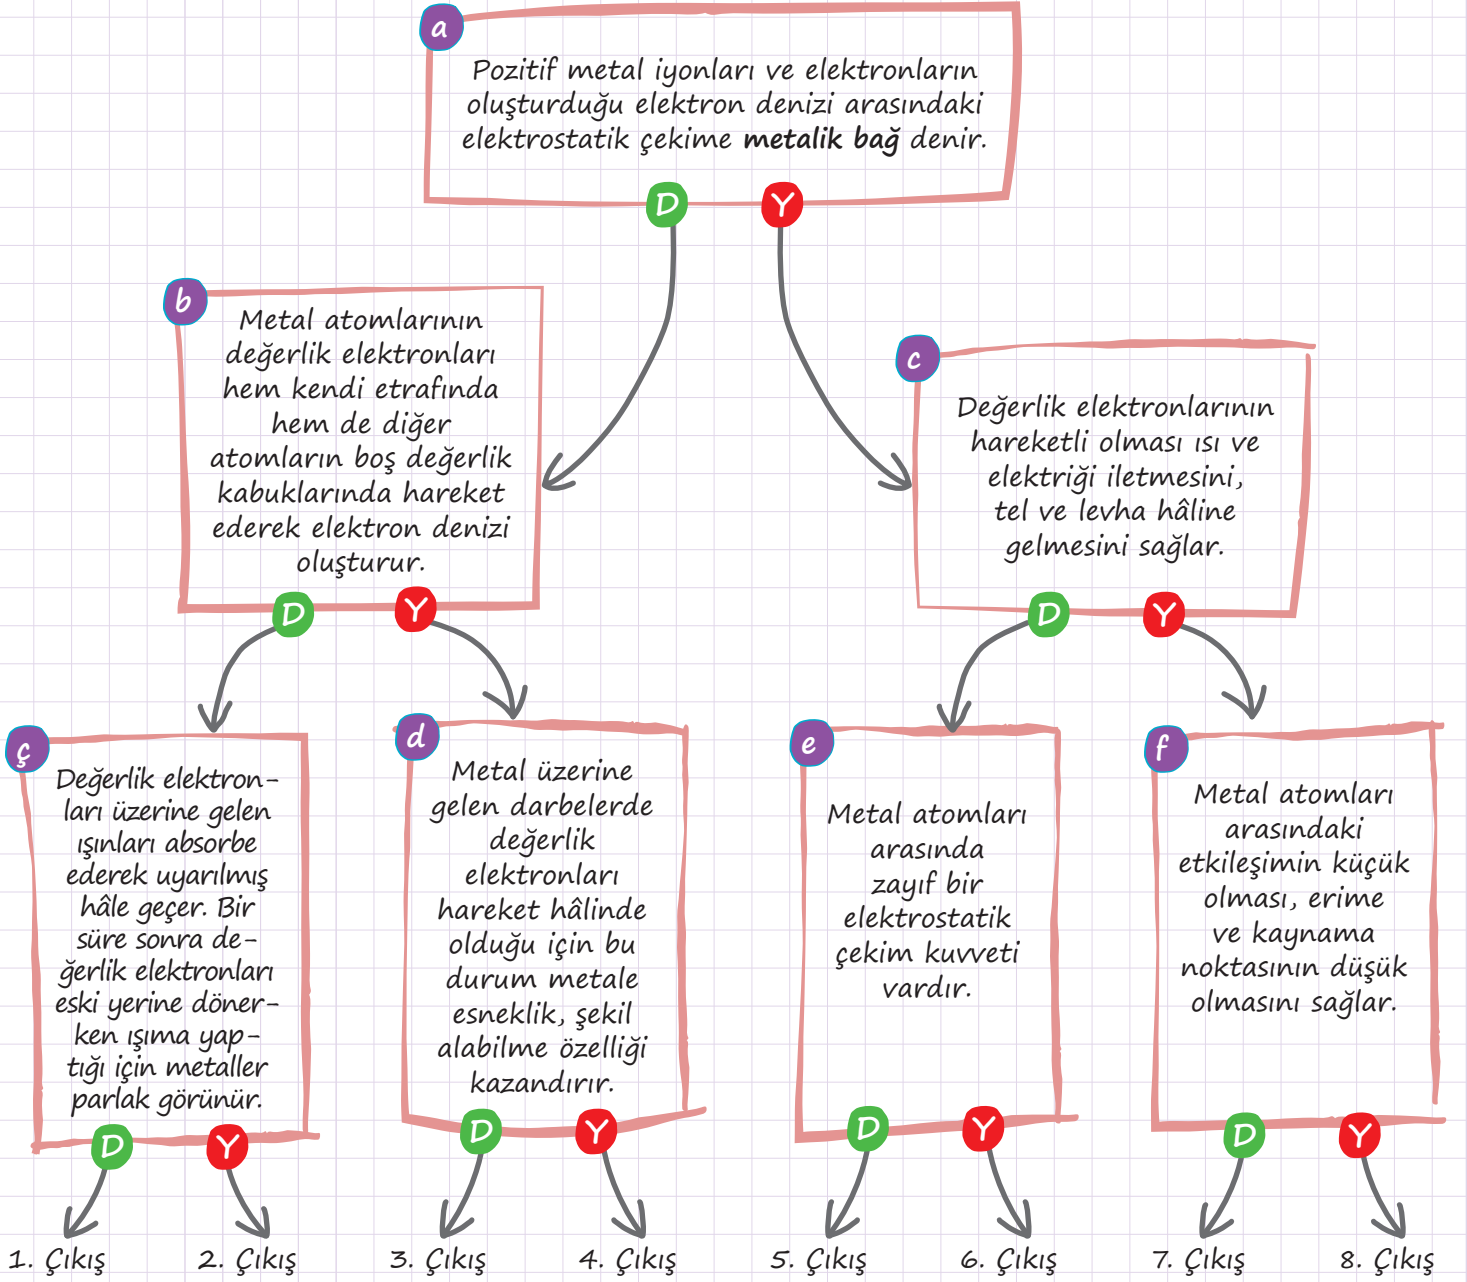 a
Pozitif metal iyonları ve elektronların
oluşturduğu elektron denizi arasındaki
elektrostatik çekime metalik bağ denir.
D
Y
b
Metal atomlarının
değerlik elektronları
hem kendi etrafında
hem de diğer
atomların boş değerlik
kabuklarında hareket
ederek elektron denizi
oluşturur.
D
Y
c
Değerlik elektronlarının
hareketli olması ısı ve
elektriği iletmesini,
tel ve levha hâline
gelmesini sağlar.
D
Y
ç
Değerlik elektron-
ları üzerine gelen
ışınları absorbe
ederek uyarılmış
hâle geçer. Bir
süre sonra de-
ğerlik elektronları
eski yerine döner-
ken ışıma yap-
tığı için metaller
parlak görünür.
D
Y
d
Metal üzerine
gelen darbelerde
değerlik
elektronları
hareket hâlinde
olduğu için bu
durum metale
esneklik, şekil
alabilme özelliği
kazandırır.
D
Y
e
Metal atomları
arasında
zayıf bir
elektrostatik
çekim kuvveti
vardır.
D
Y
f
Metal atomları
arasındaki
etkileşimin küçük
olması, erime
ve kaynama
noktasının düşük
olmasını sağlar.
D
Y
1. Çıkış
2. Çıkış
3. Çıkış
4. Çıkış
5. Çıkış
6. Çıkış
7. Çıkış
8. Çıkış